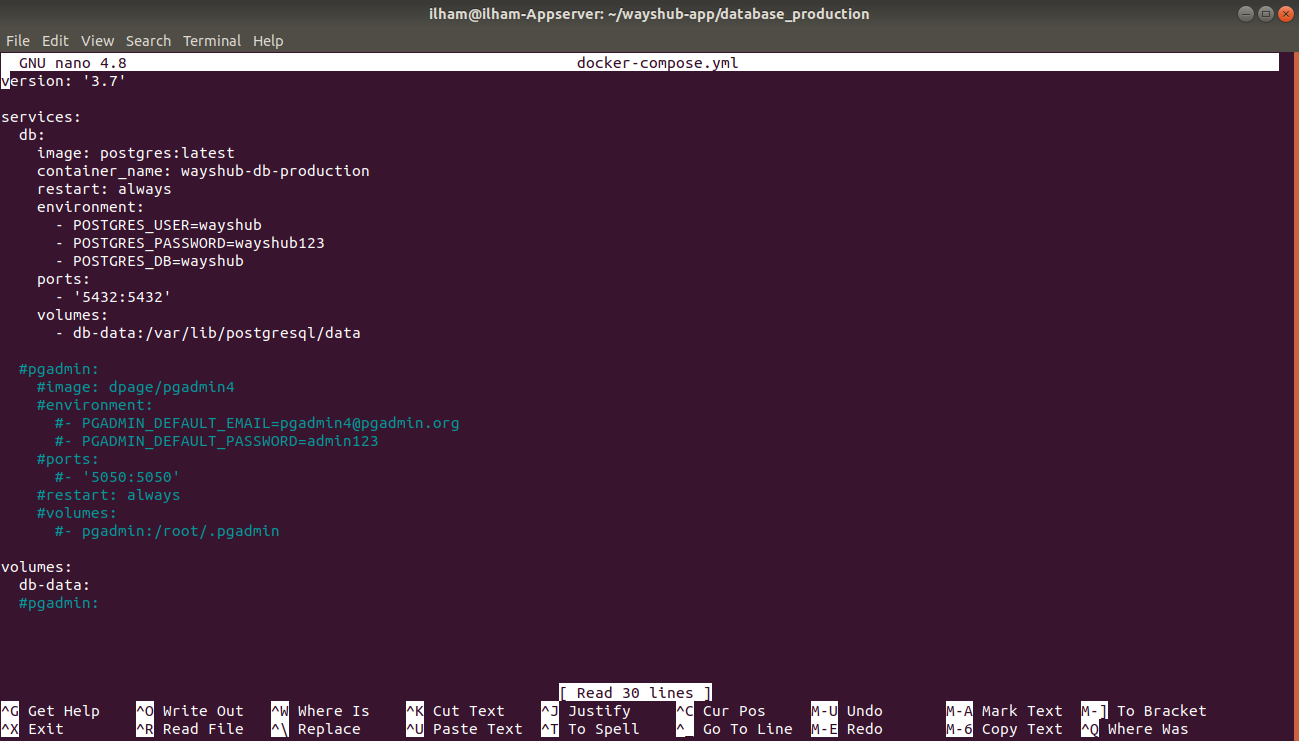 ilham@ilham-Appserver: ~/wayshub-app/database_production
File Edit View Search Terminal Help
GNU nano 4.8 docker-compose.yml
version: '3.7'

services:
  db:
    image: postgres:latest
    container_name: wayshub-db-production
    restart: always
    environment:
      - POSTGRES_USER=wayshub
      - POSTGRES_PASSWORD=wayshub123
      - POSTGRES_DB=wayshub
    ports:
      - '5432:5432'
    volumes:
      - db-data:/var/lib/postgresql/data

  #pgadmin:
    #image: dpage/pgadmin4
    #environment:
      #- PGADMIN_DEFAULT_EMAIL=pgadmin4@pgadmin.org
      #- PGADMIN_DEFAULT_PASSWORD=admin123
    #ports:
      #- '5050:5050'
    #restart: always
    #volumes:
      #- pgadmin:/root/.pgadmin

volumes:
  db-data:
  #pgadmin:

[ Read 30 lines ]
^G Get Help ^O Write Out ^W Where Is ^K Cut Text ^J Justify ^C Cur Pos M-U Undo M-A Mark Text M-] To Bracket
^X Exit ^R Read File ^\ Replace ^U Paste Text ^T To Spell ^_ Go To Line M-E Redo M-6 Copy Text ^Q Where Was